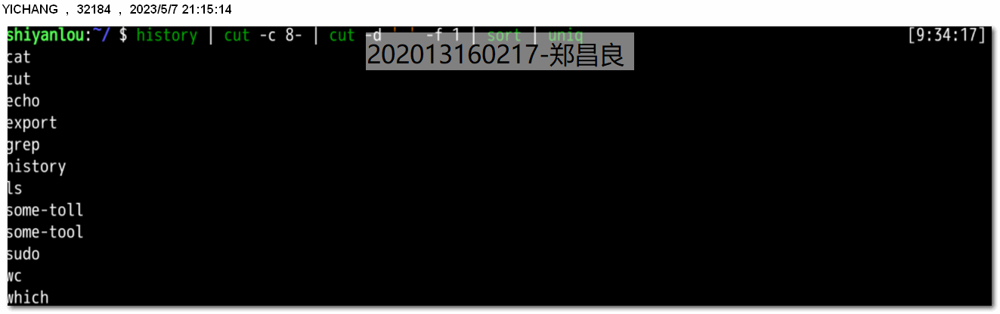 YICHANG , 32184 , 2023/5/7 21:15:14
shiyanlou:~/ $ history | cut -c 8- | cut -d ' ' -f 1 | sort | uniq [9:34:17]
202013160217-郑昌良
cat
cut
echo
export
grep
history
ls
some-toll
some-tool
sudo
wc
which